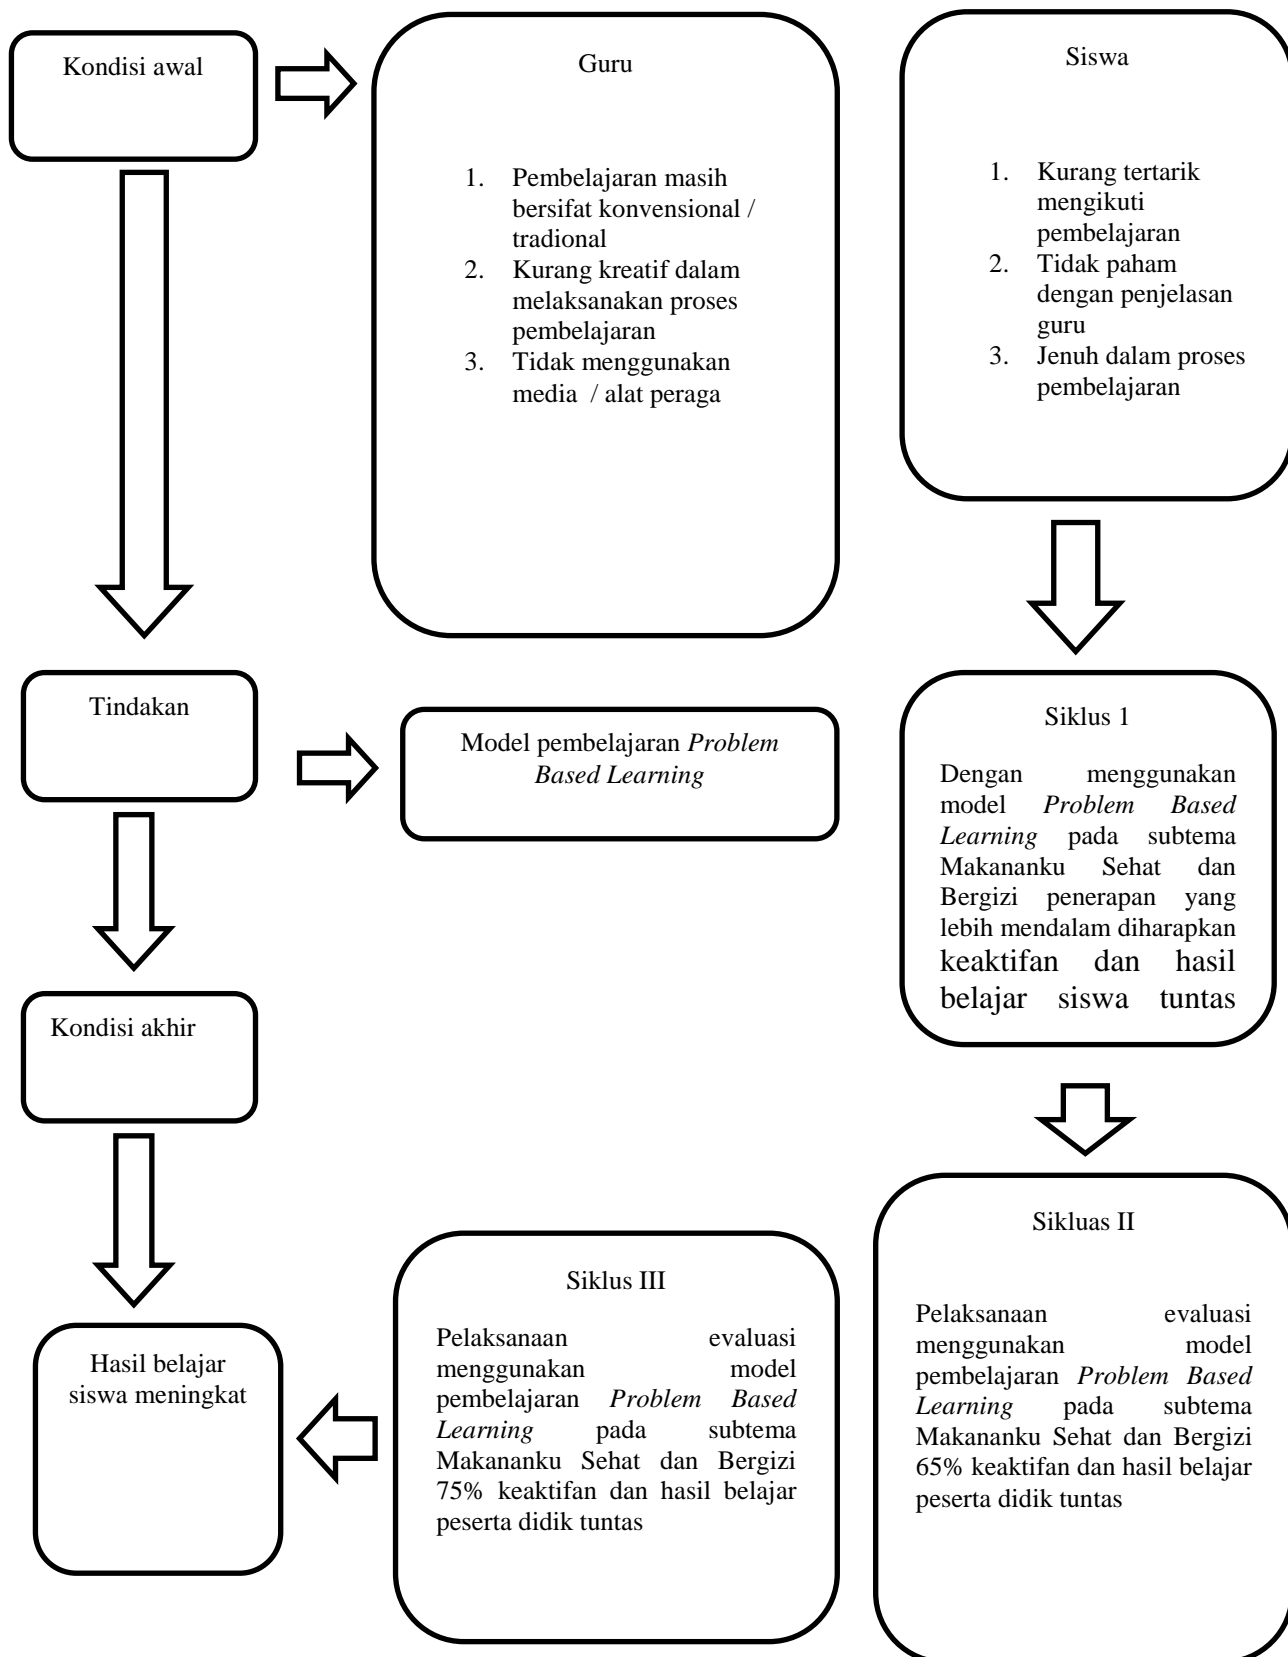 Kondisi awal
Guru
1. Pembelajaran masih
bersifat konvensional /
tradional
2. Kurang kreatif dalam
melaksanakan proses
pembelajaran
3. Tidak menggunakan
media / alat peraga
Siswa
1. Kurang tertarik
mengikuti
pembelajaran
2. Tidak paham
dengan penjelasan
guru
3. Jenuh dalam proses
pembelajaran
Tindakan
Model pembelajaran Problem
Based Learning
Siklus 1
Dengan menggunakan
model Problem Based
Learning pada subtema
Makananku Sehat dan
Bergizi penerapan yang
lebih mendalam diharapkan
keaktifan dan hasil
belajar siswa tuntas
Kondisi akhir
Sikluas II
Pelaksanaan evaluasi
menggunakan model
pembelajaran Problem Based
Learning pada subtema
Makananku Sehat dan Bergizi
65% keaktifan dan hasil belajar
peserta didik tuntas
Siklus III
Pelaksanaan evaluasi
menggunakan model
pembelajaran Problem Based
Learning pada subtema
Makananku Sehat dan Bergizi
75% keaktifan dan hasil belajar
peserta didik tuntas
Hasil belajar
siswa meningkat